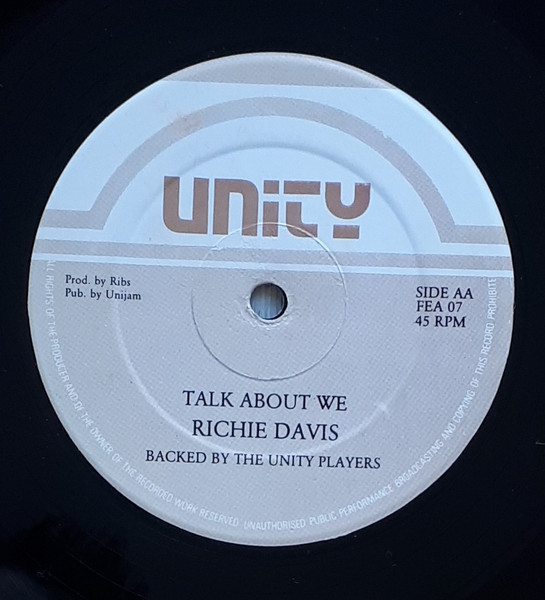 UNITY
Prod. by Ribs
Pub. by Unijam
SIDE AA
FEA 07
45 RPM
TALK ABOUT WE
RICHIE DAVIS
BACKED BY THE UNITY PLAYERS
ALL RIGHTS OF THE PRODUCER AND OF THE OWNER OF THE RECORDED WORK RESERVED UNAUTHORISED PUBLIC PERFORMANCE BROADCASTING AND COPYING OF THIS RECORD PROHIBITED